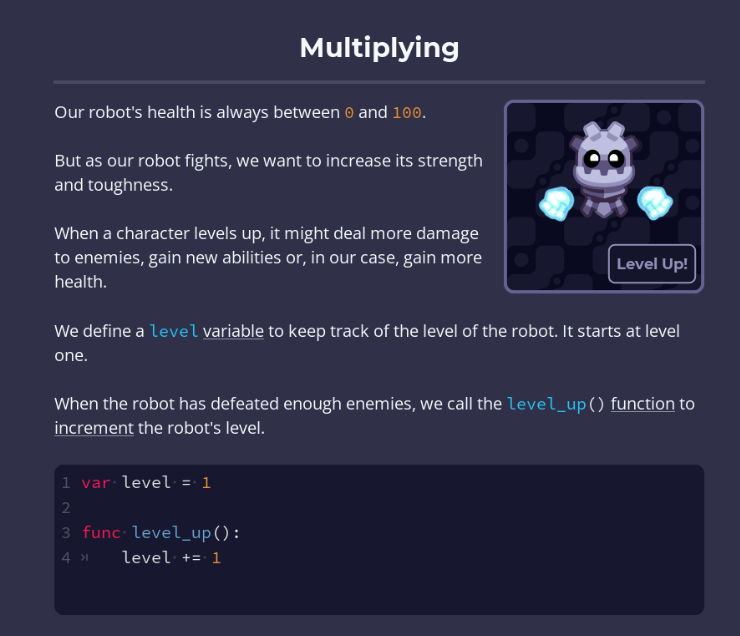 Multiplying
Our robot's health is always between 0 and 100.
But as our robot fights, we want to increase its strength
and toughness.
When a character levels up, it might deal more damage
to enemies, gain new abilities or, in our case, gain more
health.
Level Up!
We define a level variable to keep track of the level of the robot. It starts at level
one.
When the robot has defeated enough enemies, we call the level_up() function to
increment the robot's level.
1 var level = 1
2
3 func level_up():
4     level += 1